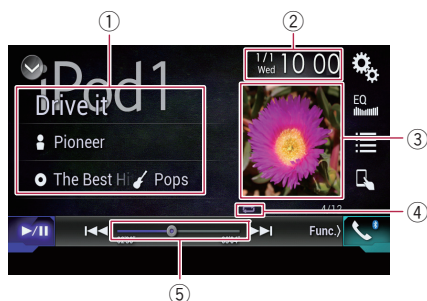 ① ②
iPod1
1/1 Wed 10 00
Drive it
EQ
Pioneer
③
The Best Hi Pops
4/12
④
Func.
⑤